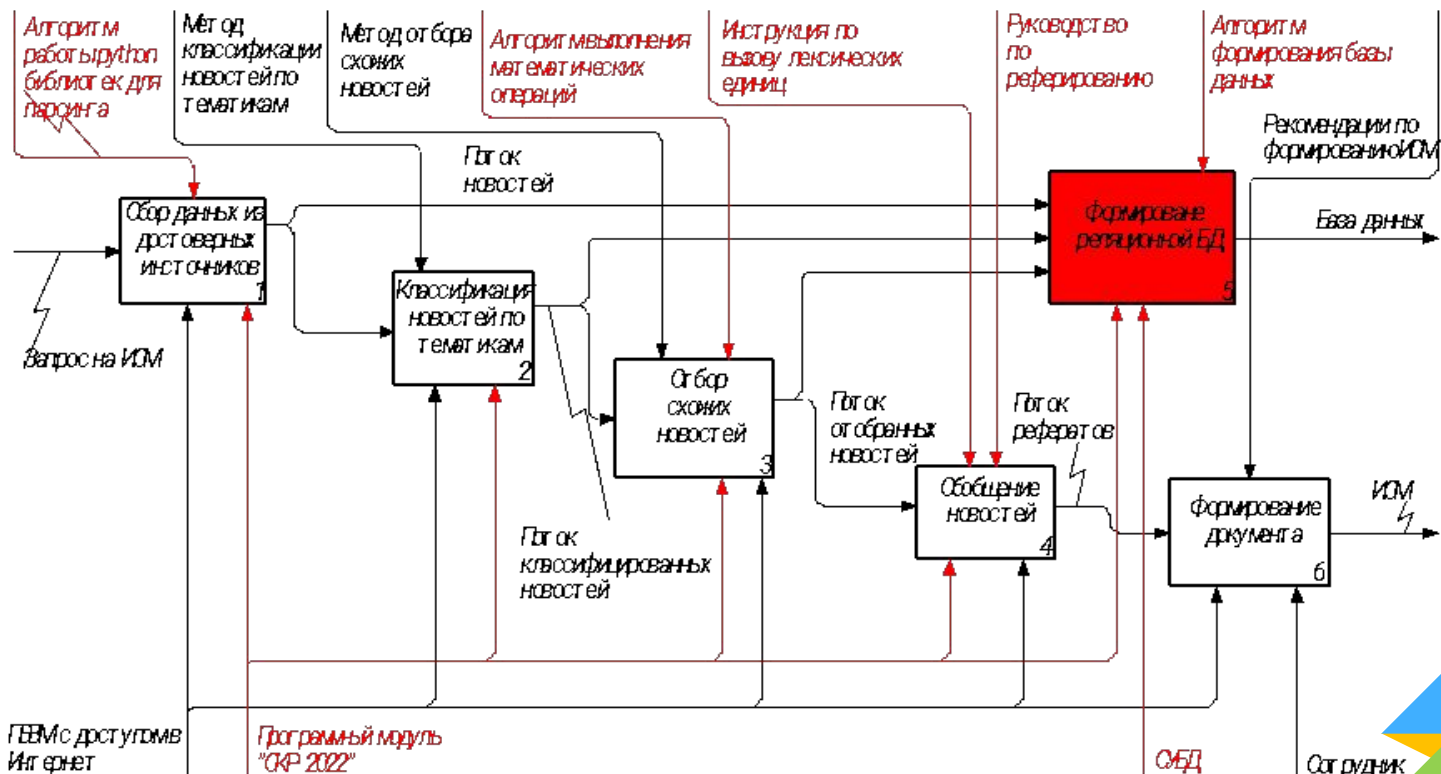 Алгоритм
работы python
библиотек для
парсинга
Метод
классификации
новостей по
тематикам
Метод отбора
схожих
новостей
Алгоритм выполнения
математических
операций
Инструкция по
вызову лексических
единиц
Руководство
по
реферированию
Алгоритм
формирования базы
данных
Рекомендации по
формированию ИОМ
Поток
новостей
Сбор данных из
достоверных
источников
1
Запрос на ИОМ
Классификация
новостей по
тематикам
2
Отбор
схожих
новостей
3
Поток
классифицированных
новостей
Поток
отобранных
новостей
Обобщение
новостей
4
Поток
рефератов
Формироване
реляционной БД
5
База данных
Формирование
документа
6
ИОМ
ПЭВМ с доступом в
Интернет
Программный модуль
"СКР 2022"
СУБД
Сотрудник